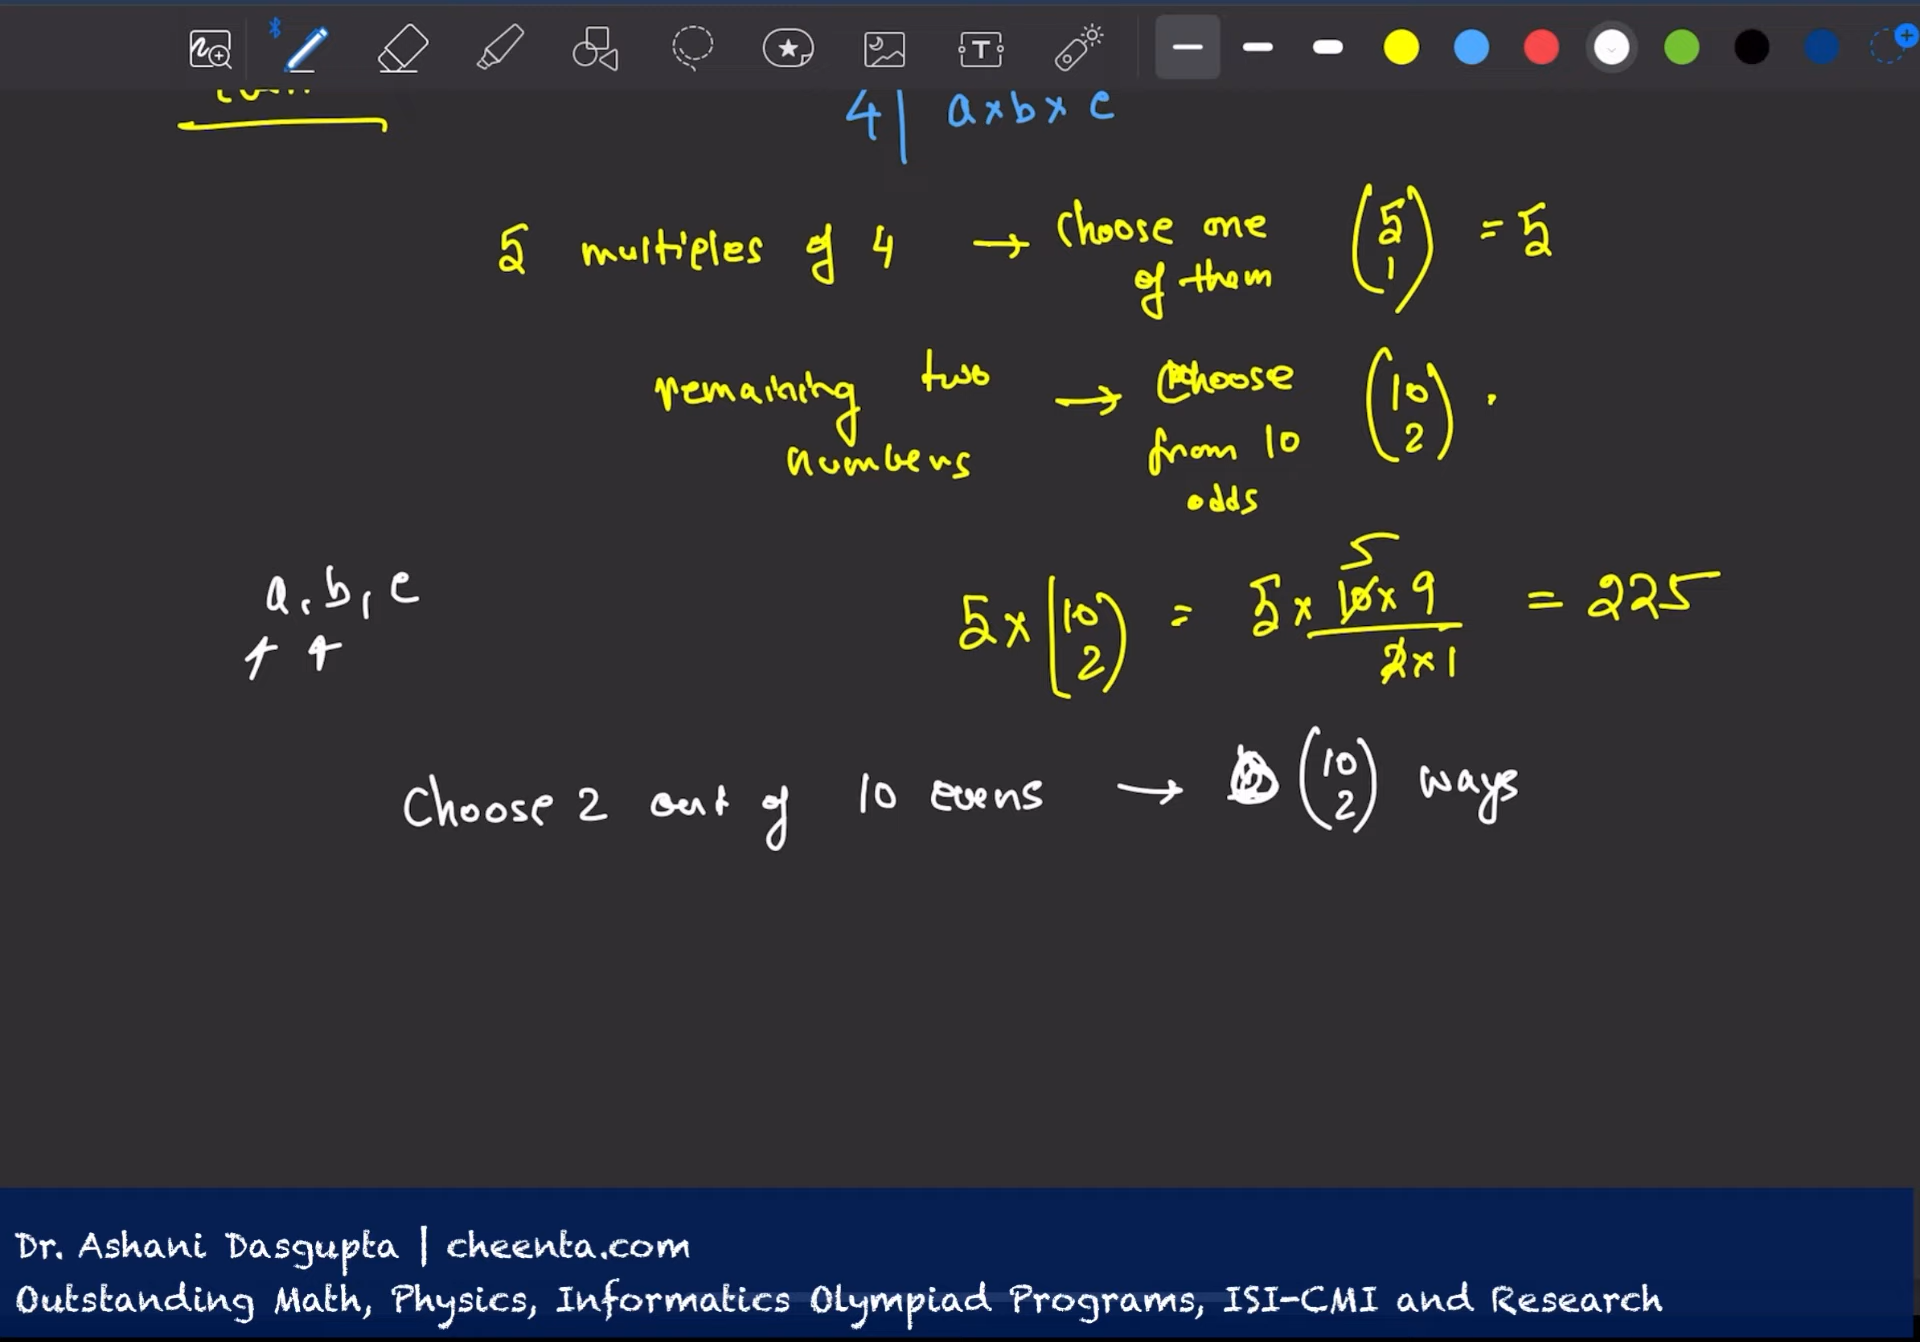 4 | a x b x c
5 multiples of 4 → Choose one of them (5 1) = 5
remaining two numbers → Choose from 10 odds (10 2) .
a, b, c
5 x (10 2) = 5 x 10 x 9 / 2 x 1 = 225
5
Choose 2 out of 10 evens → (10 2) ways
Dr. Ashani Dasgupta | cheenta.com
Outstanding Math, Physics, Informatics Olympiad Programs, ISI-CMI and Research